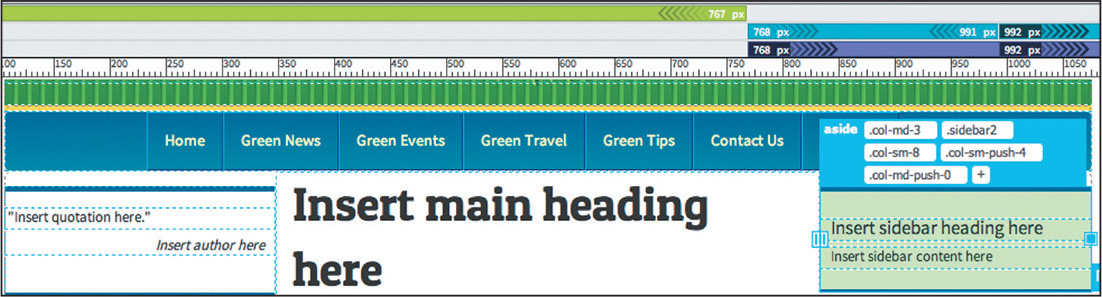 767 px
768 px 991 px 992 px
768 px 992 px
150 200 250 300 350 400 450 500 550 600 650 700 750 800 850 900 950 1000 1050
Home Green News Green Events Green Travel Green Tips Contact Us
aside .col-md-3 .sidebar2
.col-sm-8 .col-sm-push-4
.col-md-push-0 +
"Insert quotation here."
Insert author here
Insert main heading
here
Insert sidebar heading here
Insert sidebar content here